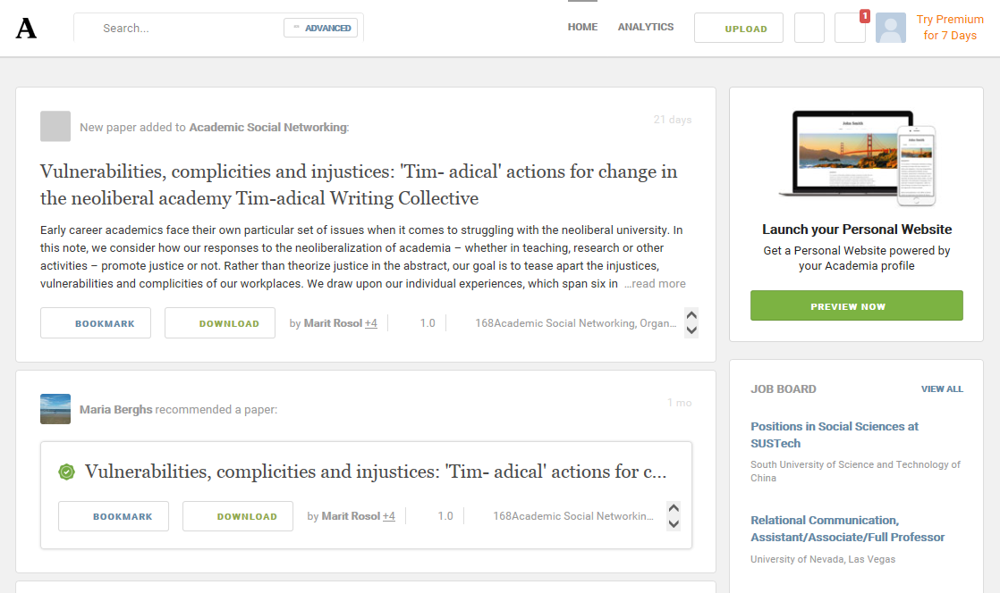 A
Search...
ADVANCED
HOME
ANALYTICS
UPLOAD
1
Try Premium
for 7 Days
New paper added to Academic Social Networking:
21 days
Vulnerabilities, complicities and injustices: 'Tim- adical' actions for change in
the neoliberal academy Tim-adical Writing Collective
Early career academics face their own particular set of issues when it comes to struggling with the neoliberal university. In
this note, we consider how our responses to the neoliberalization of academia – whether in teaching, research or other
activities – promote justice or not. Rather than theorize justice in the abstract, our goal is to tease apart the injustices,
vulnerabilities and complicities of our workplaces. We draw upon our individual experiences, which span six in ...read more
BOOKMARK
DOWNLOAD
by Marit Rosol +4
1.0
168Academic Social Networking, Organ...
Maria Berghs recommended a paper:
1 mo
Vulnerabilities, complicities and injustices: 'Tim- adical' actions for c...
BOOKMARK
DOWNLOAD
by Marit Rosol +4
1.0
168Academic Social Networkin...
John Smith
John Smith
Launch your Personal Website
Get a Personal Website powered by
your Academia profile
PREVIEW NOW
JOB BOARD
VIEW ALL
Positions in Social Sciences at
SUSTech
South University of Science and Technology of
China
Relational Communication,
Assistant/Associate/Full Professor
University of Nevada, Las Vegas